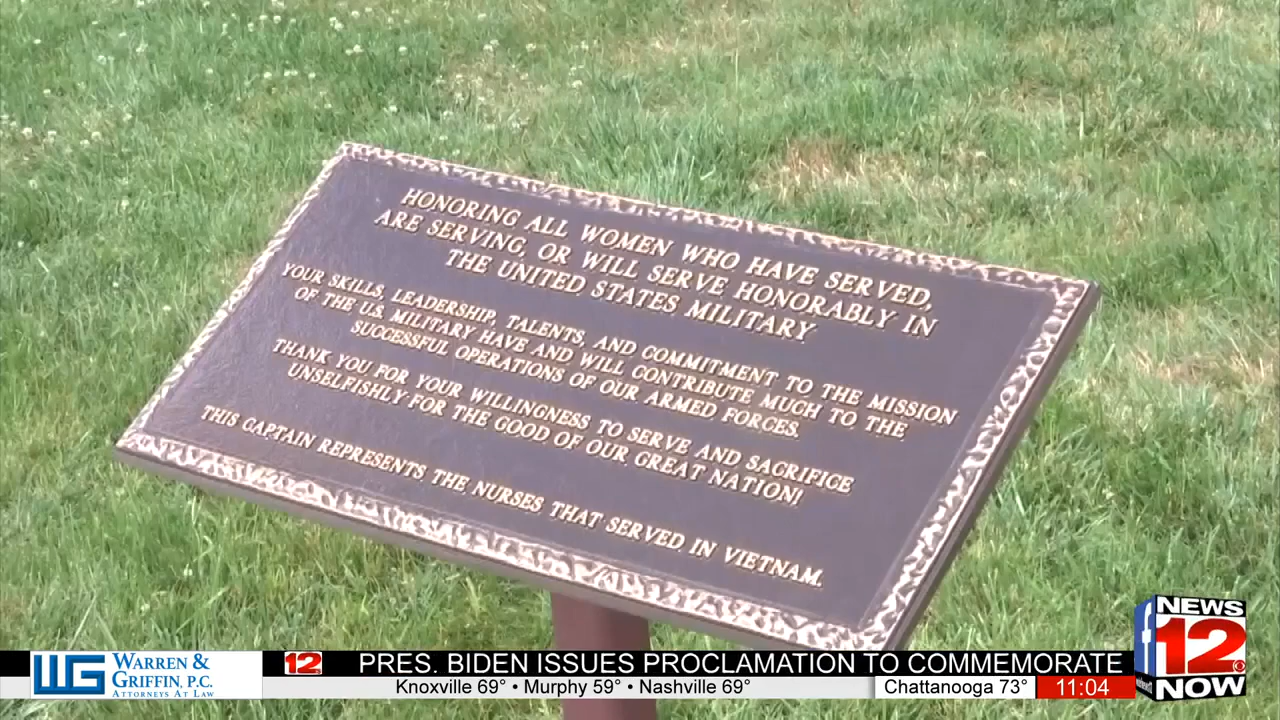 HONORING ALL WOMEN WHO HAVE SERVED,
ARE SERVING, OR WILL SERVE HONORABLY IN
THE UNITED STATES MILITARY
YOUR SKILLS, LEADERSHIP, TALENTS, AND COMMITMENT TO THE MISSION
OF THE U.S. MILITARY HAVE AND WILL CONTRIBUTE MUCH TO THE
SUCCESSFUL OPERATIONS OF OUR ARMED FORCES.
THANK YOU FOR YOUR WILLINGNESS TO SERVE AND SACRIFICE
UNSELFISHLY FOR THE GOOD OF OUR GREAT NATION!
THIS CAPTAIN REPRESENTS THE NURSES THAT SERVED IN VIETNAM.
WG WARREN &
GRIFFIN, P.C.
ATTORNEYS AT LAW
12 PRES. BIDEN ISSUES PROCLAMATION TO COMMEMORATE
Knoxville 69° • Murphy 59° • Nashville 69°
Chattanooga 73° 11:04
NEWS
12
NOW